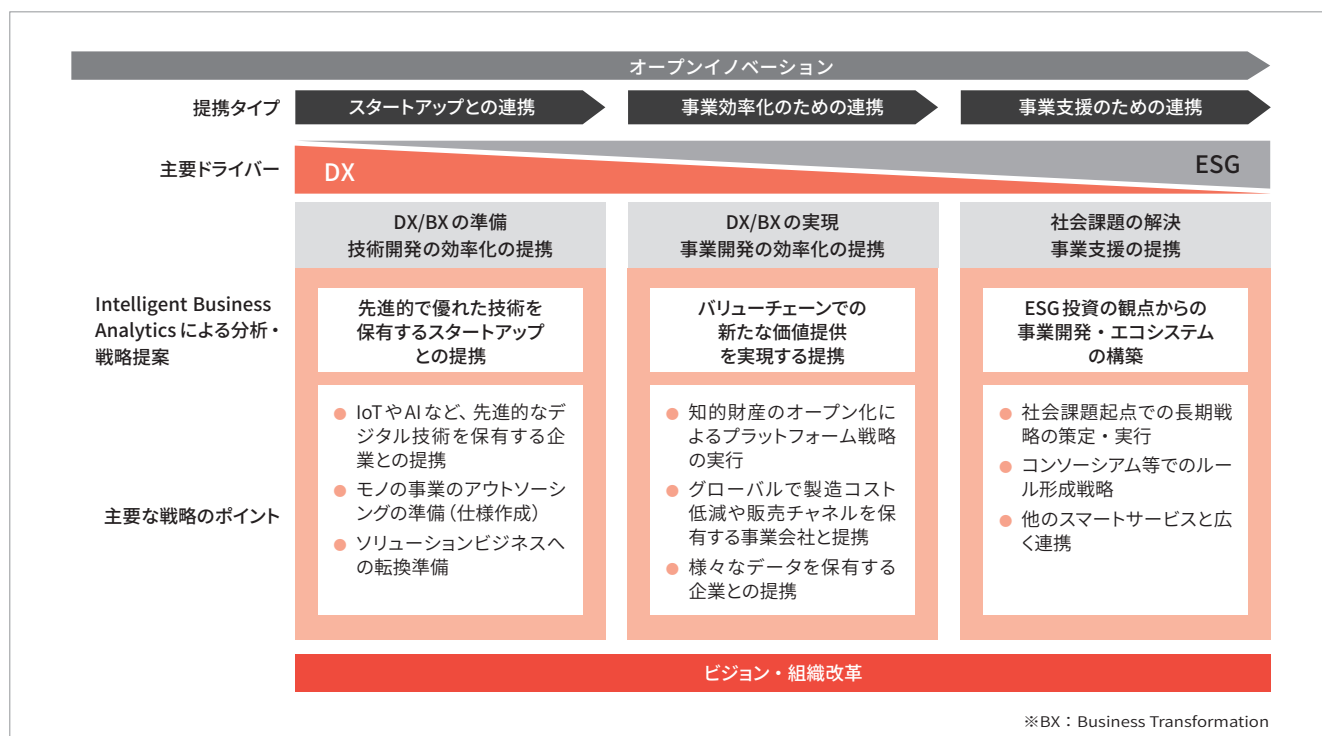 オープンイノベーション
提携タイプ
スタートアップとの連携
事業効率化のための連携
事業支援のための連携
主要ドライバー
DX
ESG
DX/BXの準備
技術開発の効率化の提携
DX/BXの実現
事業開発の効率化の提携
社会課題の解決
事業支援の提携
Intelligent Business
Analyticsによる分析・
戦略提案
先進的で優れた技術を
保有するスタートアップ
との提携
バリューチェーンでの
新たな価値提供
を実現する提携
ESG投資の観点からの
事業開発・エコシステム
の構築
主要な戦略のポイント
● IoTやAIなど、先進的なデ
ジタル技術を保有する企
業との提携
● モノの事業のアウトソーシ
ングの準備（仕様作成）
● ソリューションビジネスへ
の転換準備
● 知的財産のオープン化に
よるプラットフォーム戦略
の実行
● グローバルで製造コスト
低減や販売チャネルを保
有する事業会社と提携
● 様々なデータを保有する
企業との提携
● 社会課題起点での長期戦
略の策定・実行
● コンソーシアム等でのルー
ル形成戦略
● 他のスマートサービスと広
く連携
ビジョン・組織改革
※BX：Business Transformation